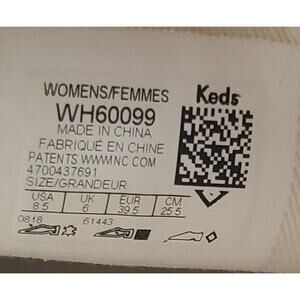 WOMENS/FEMMES
Keds
WH60099
MADE IN CHINA
FABRIQUÉ EN CHINE
PATENTS WWWINC.COM
4700437691
SIZE/GRANDEUR
USA UK EUR CM
8.5 6 39.5 25.5
0818 61443